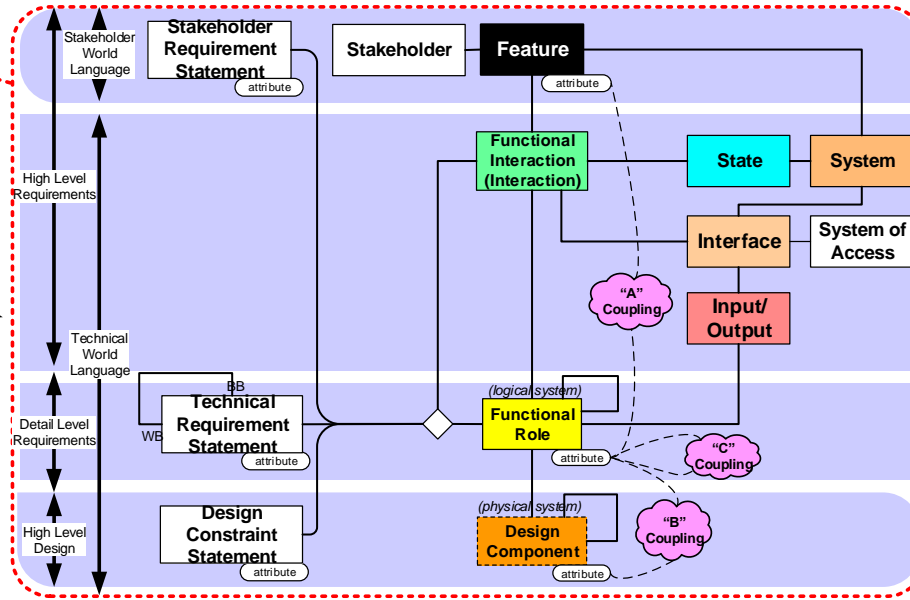 Stakeholder
World
Language
Stakeholder
Requirement
Statement
attribute
Stakeholder
Feature
attribute
High Level
Requirements
Functional
Interaction
(Interaction)
State
System
Interface
System of
Access
"A"
Coupling
Input/
Output
Technical
World
Language
Detail Level
Requirements
BB
WB
Technical
Requirement
Statement
attribute
(logical system)
Functional
Role
attribute
"C"
Coupling
High Level
Design
Design
Constraint
Statement
attribute
(physical system)
Design
Component
attribute
"B"
Coupling